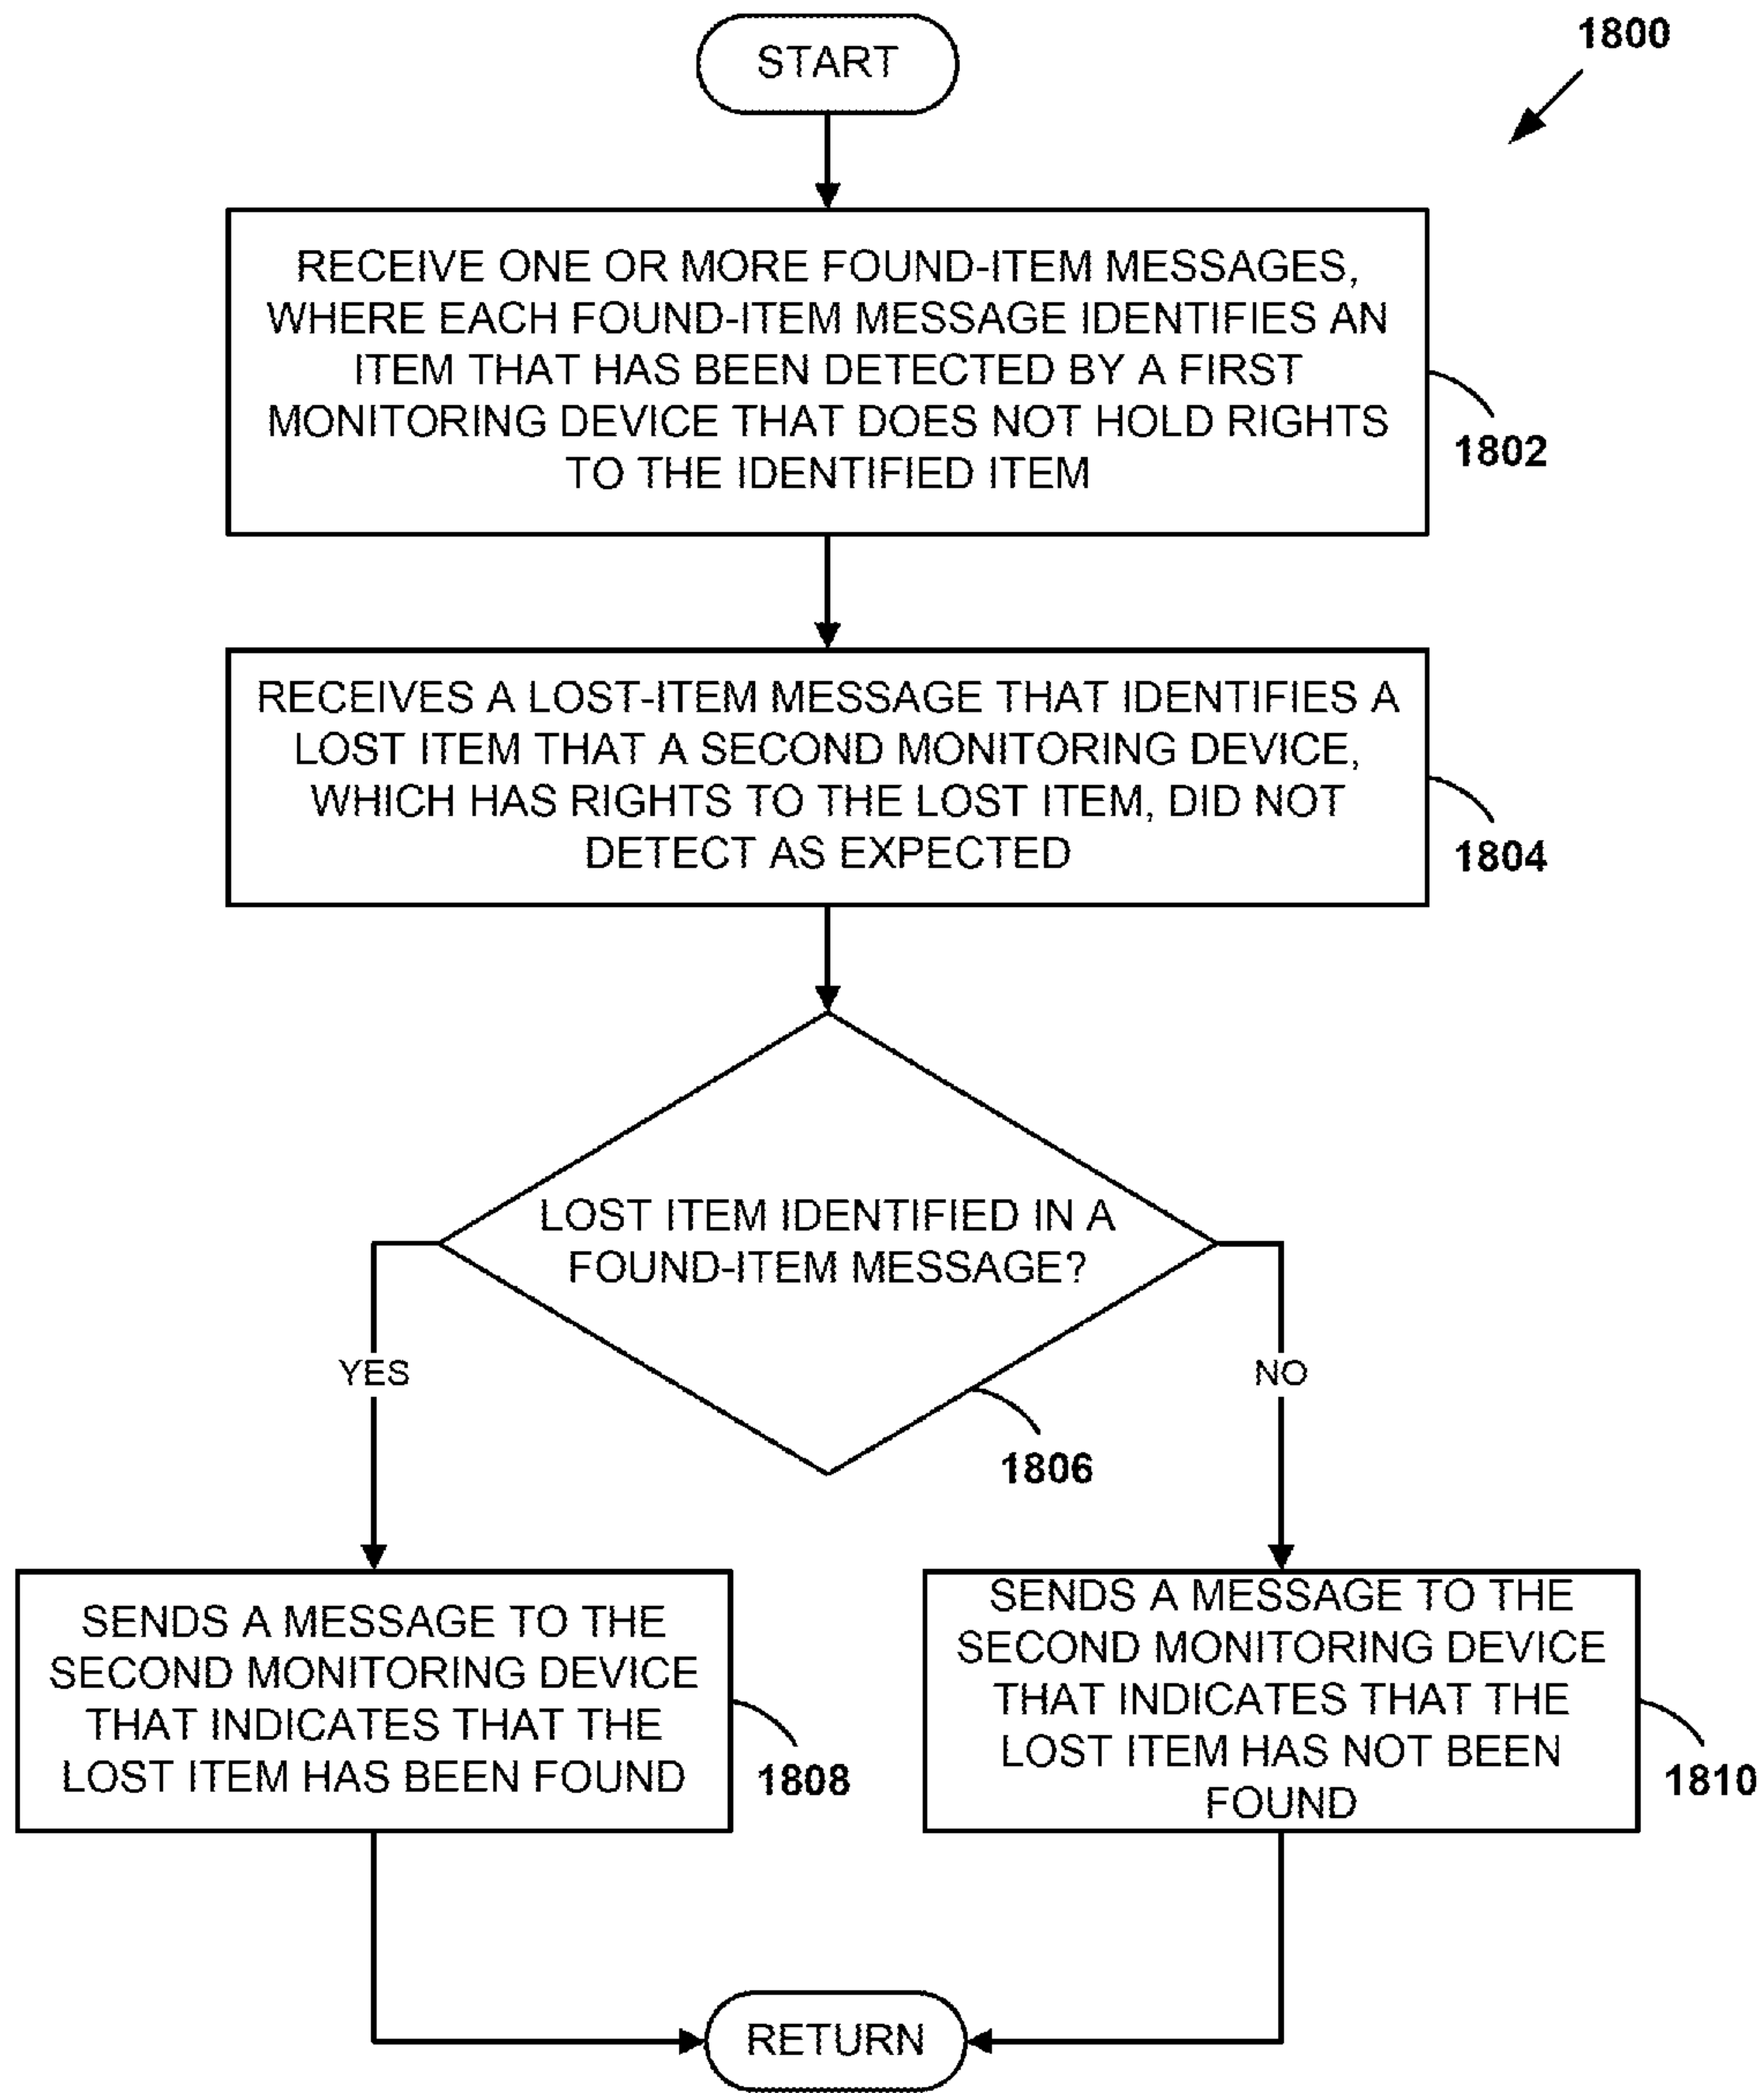 START
1800
RECEIVE ONE OR MORE FOUND-ITEM MESSAGES,
WHERE EACH FOUND-ITEM MESSAGE IDENTIFIES AN
ITEM THAT HAS BEEN DETECTED BY A FIRST
MONITORING DEVICE THAT DOES NOT HOLD RIGHTS
TO THE IDENTIFIED ITEM
1802
RECEIVES A LOST-ITEM MESSAGE THAT IDENTIFIES A
LOST ITEM THAT A SECOND MONITORING DEVICE,
WHICH HAS RIGHTS TO THE LOST ITEM, DID NOT
DETECT AS EXPECTED
1804
LOST ITEM IDENTIFIED IN A
FOUND-ITEM MESSAGE?
1806
YES
NO
SENDS A MESSAGE TO THE
SECOND MONITORING DEVICE
THAT INDICATES THAT THE
LOST ITEM HAS BEEN FOUND
1808
SENDS A MESSAGE TO THE
SECOND MONITORING DEVICE
THAT INDICATES THAT THE
LOST ITEM HAS NOT BEEN
FOUND
1810
RETURN